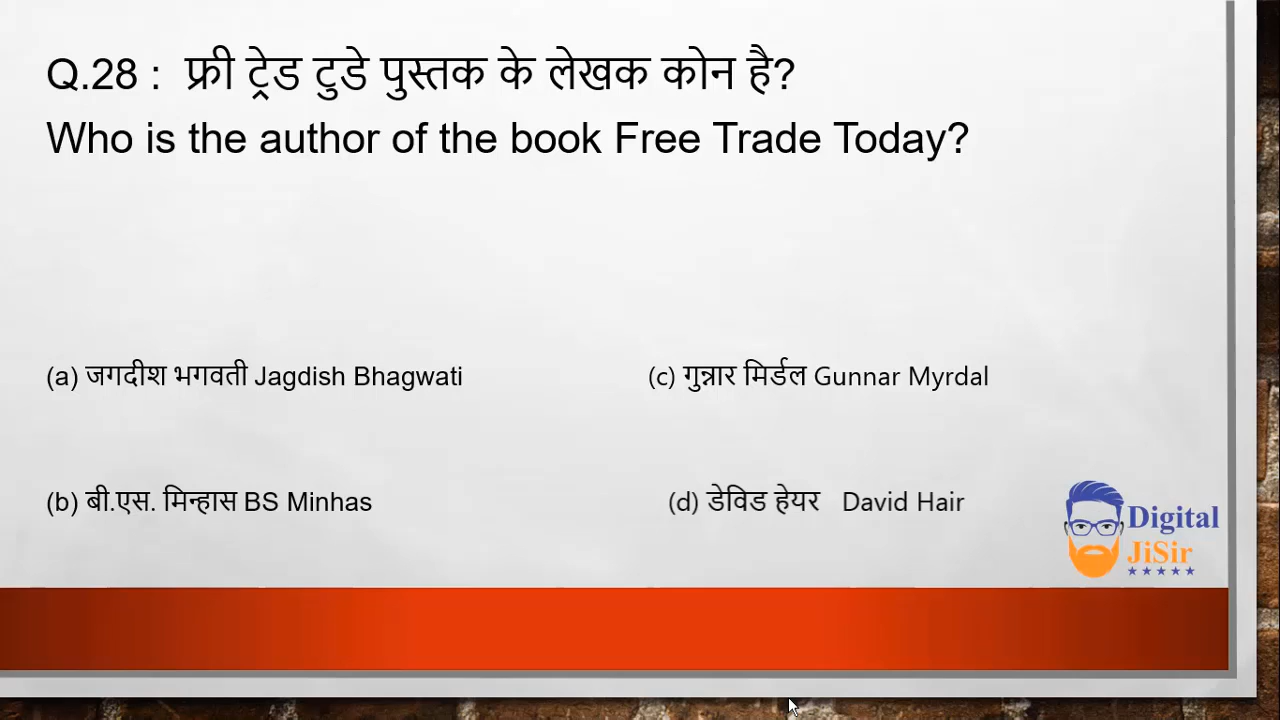 Q.28 : फ्री ट्रेड टुडे पुस्तक के लेखक कोन है?
Who is the author of the book Free Trade Today?
(a) जगदीश भगवती Jagdish Bhagwati
(c) गुन्नार मिर्डल Gunnar Myrdal
(b) बी.एस. मिन्हास BS Minhas
(d) डेविड हेयर David Hair
Digital
JiSir